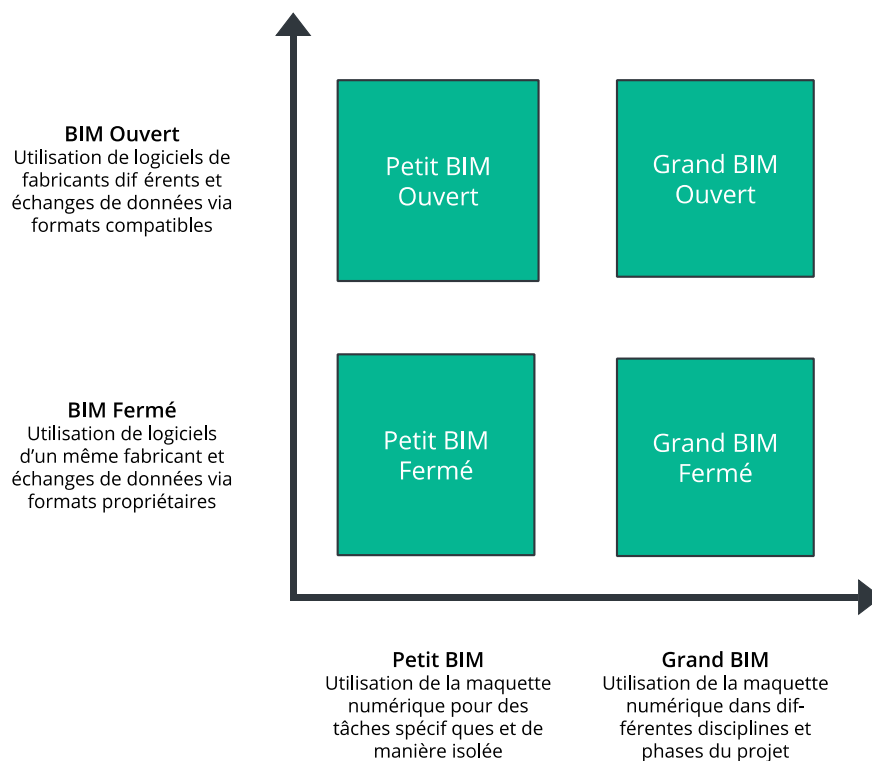 BIM Ouvert
Utilisation de logiciels de
fabricants dif érents et
échanges de données via
formats compatibles
Petit BIM
Ouvert
Grand BIM
Ouvert
BIM Fermé
Utilisation de logiciels
d'un même fabricant et
échanges de données via
formats propriétaires
Petit BIM
Fermé
Grand BIM
Fermé
Petit BIM
Utilisation de la maquette
numérique pour des
tâches spécif ques et de
manière isolée
Grand BIM
Utilisation de la maquette
numérique dans dif-
férentes disciplines et
phases du projet